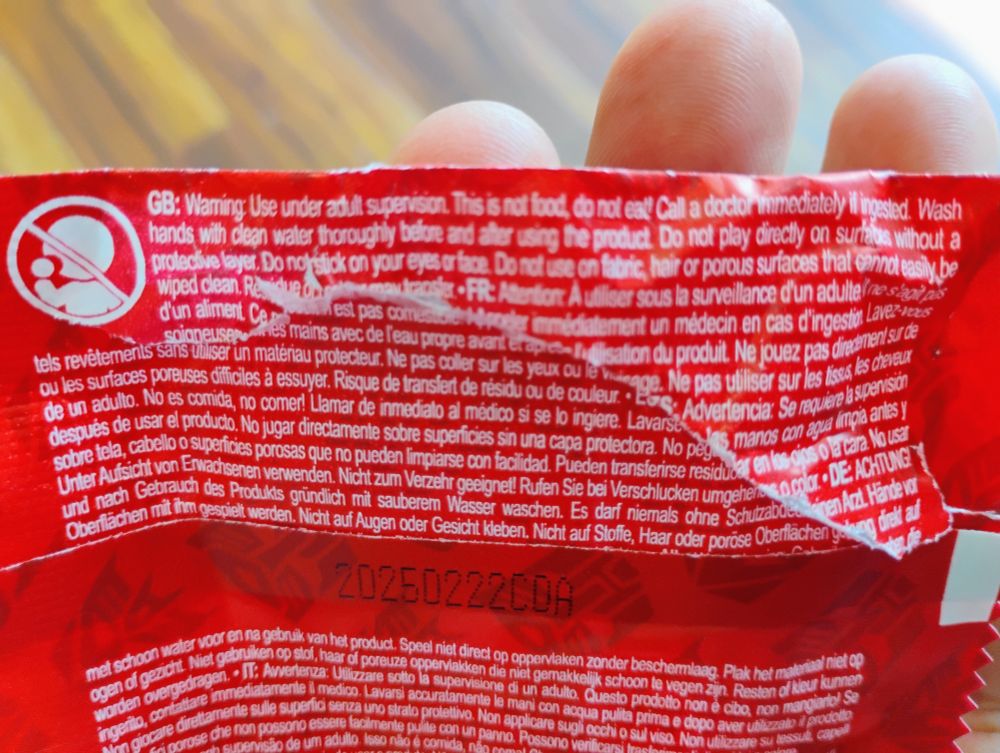 GB: Warning: Use under adult supervision. This is not food, do not eat! Call a doctor immediately if ingested. Wash
hands with clean water thoroughly before and after using the product. Do not play directly on surfaces without a
protective layer. Do not stick on your eyes or face. Do not use on fabric, hair or porous surfaces that cannot easily be
wiped clean. • FR: Attention: A utiliser sous la surveillance d'un adulte. Il ne s'agit pas
d'un aliment. Ce est pas immédiatement un médecin en cas d'ingestion. Lavez-vous
soigneusement les mains avec de l'eau propre avant et après utilisation du produit. Ne jouez pas directement sur de
tels revêtements sans utiliser un matériau protecteur. Ne pas coller sur les yeux ou le Ne pas utiliser sur les tissus, les cheveux
ou les surfaces poreuses difficiles à essuyer. Risque de transfert de résidu ou de couleur. • ES: Advertencia: Se requiere la supervisión
de un adulto. No es comida, no comer! Llamar de inmediato al médico si se lo ingiere. Lavarse manos con agua limpia antes y
después de usar el producto. No jugar directamente sobre superficies sin una capa protectora. No pegar en los ojos o la cara. No usar
sobre tela, cabello o superficies porosas que no pueden limpiarse con facilidad. Pueden transferirse residuos o color. • DE: ACHTUNG!
Unter Aufsicht von Erwachsenen verwenden. Nicht zum Verzehr geeignet! Rufen Sie bei Verschlucken umgehend Arzt. Hände vor
und nach Gebrauch des Produkts gründlich mit sauberem Wasser waschen. Es darf niemals ohne direkt auf
Oberflächen mit ihm gespielt werden. Nicht auf Augen oder Gesicht kleben. Nicht auf Stoffe, Haar oder poröse Oberflächen die
20250222CDA
met schoon water voor en na gebruik van het product. Speel niet direct op oppervlaken zonder beschermlaag. Plak het materiaal niet op
ogen of gezicht. Niet gebruiken op stof, haar of poreuze oppervlakken die niet gemakkelijk schoon te vegen zijn. Resten of kleur kunnen
worden overgedragen. • IT: Avvertenza: Utilizzare sotto la supervisione di un adulto. Questo prodotto non è cibo, non mangiarlo! Se
ingerito, contattare immediatamente il medico. Lavarsi accuratamente le mani con acqua pulita prima e dopo aver utilizzato il prodotto
Non giocare direttamente sulle superfici senza uno strato protettivo. Non applicare sugli occhi o sul viso. Non utilizzare su tessuti, capelli
porose che non possono essere facilmente pulite con un panno. Possono verificarsi
supervisão de um adulto. Isso não é comida, não coma!